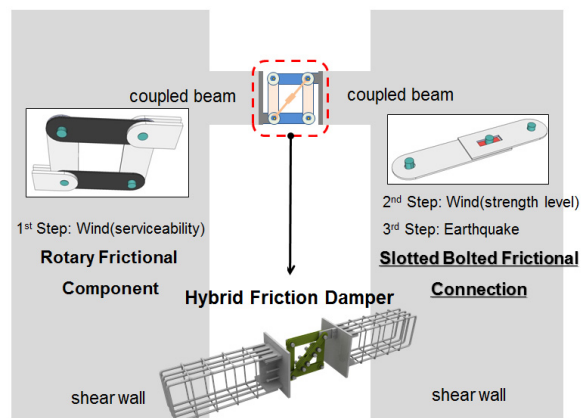 coupled beam
coupled beam
1st Step: Wind(serviceability)
Rotary Frictional
Component
2nd Step: Wind(strength level)
3rd Step: Earthquake
Slotted Bolted Frictional
Connection
Hybrid Friction Damper
shear wall
shear wall